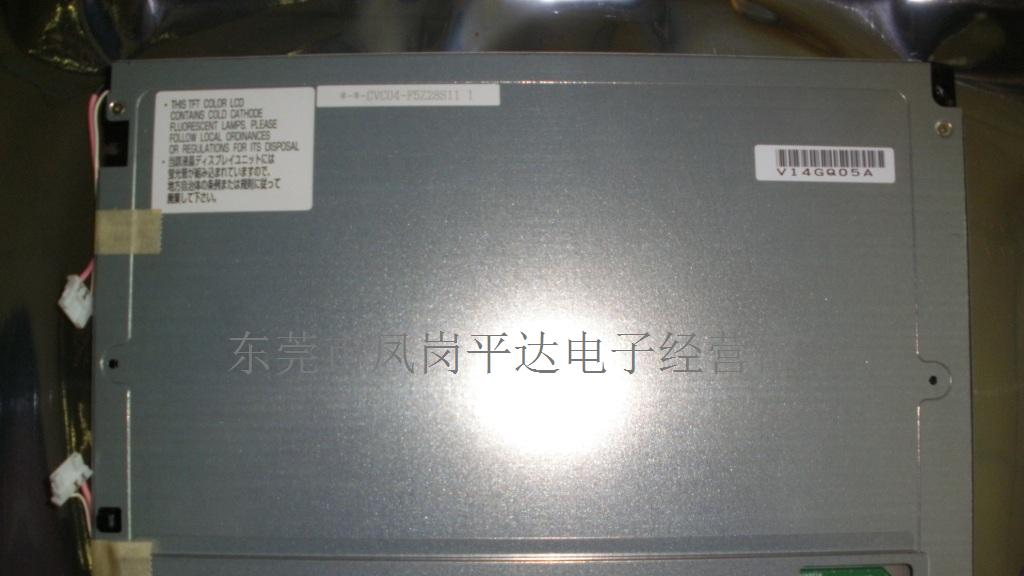 • THIS TFT COLOR LCD
CONTAINS COLD CATHODE
FLUORESCENT LAMPS. PLEASE
FOLLOW LOCAL ORDINANCES
OR REGULATIONS FOR ITS DISPOSAL
• 当該液晶ディスプレイユニットには
蛍光管が組み込まれていますので、
地方自治体の条例または規則に従って
廃棄して下さい。
*-*-CVC04-F5Z28S11 1
V14GQ05A
东莞市凤岗平达电子经营